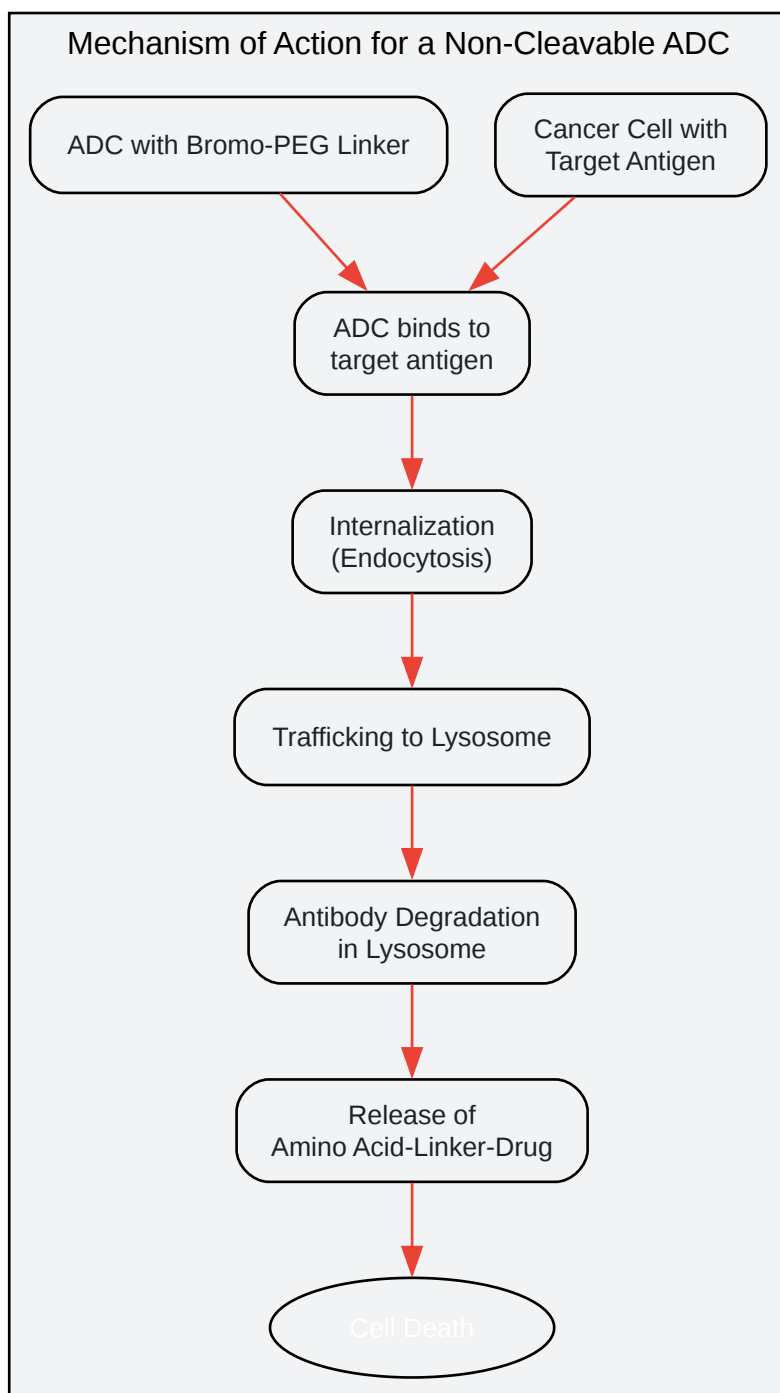 Mechanism of Action for a Non-Cleavable ADC
ADC with Bromo-PEG Linker
Cancer Cell with
Target Antigen
ADC binds to
target antigen
Internalization
(Endocytosis)
Trafficking to Lysosome
Antibody Degradation
in Lysosome
Release of
Amino Acid-Linker-Drug
Cell Death